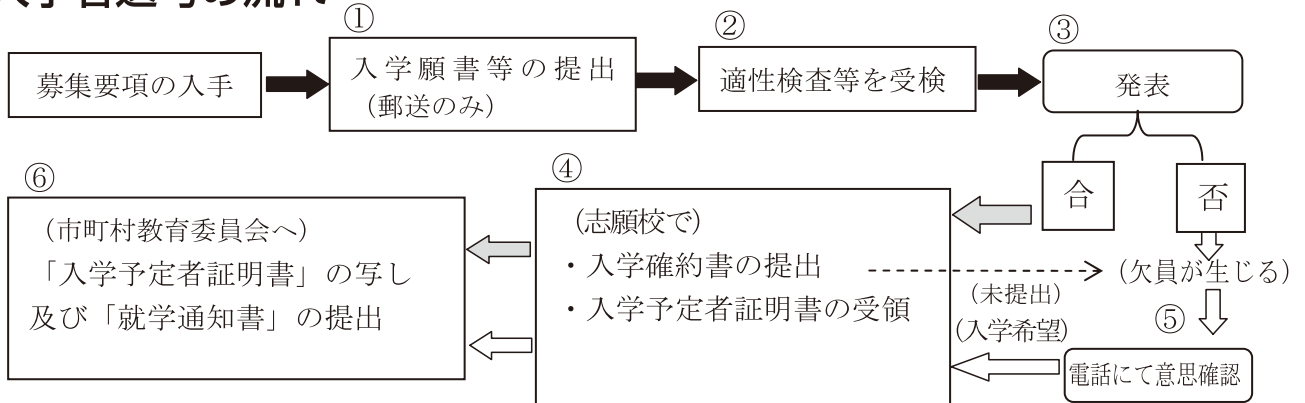 ①
②
③
募集要項の入手
入学願書等の提出
(郵送のみ)
適性検査等を受検
発表
合
否
④
(志願校で)
・入学確約書の提出
・入学予定者証明書の受領
(未提出)
(入学希望)
(欠員が生じる)
⑤
電話にて意思確認
⑥
(市町村教育委員会へ)
「入学予定者証明書」の写し
及び「就学通知書」の提出